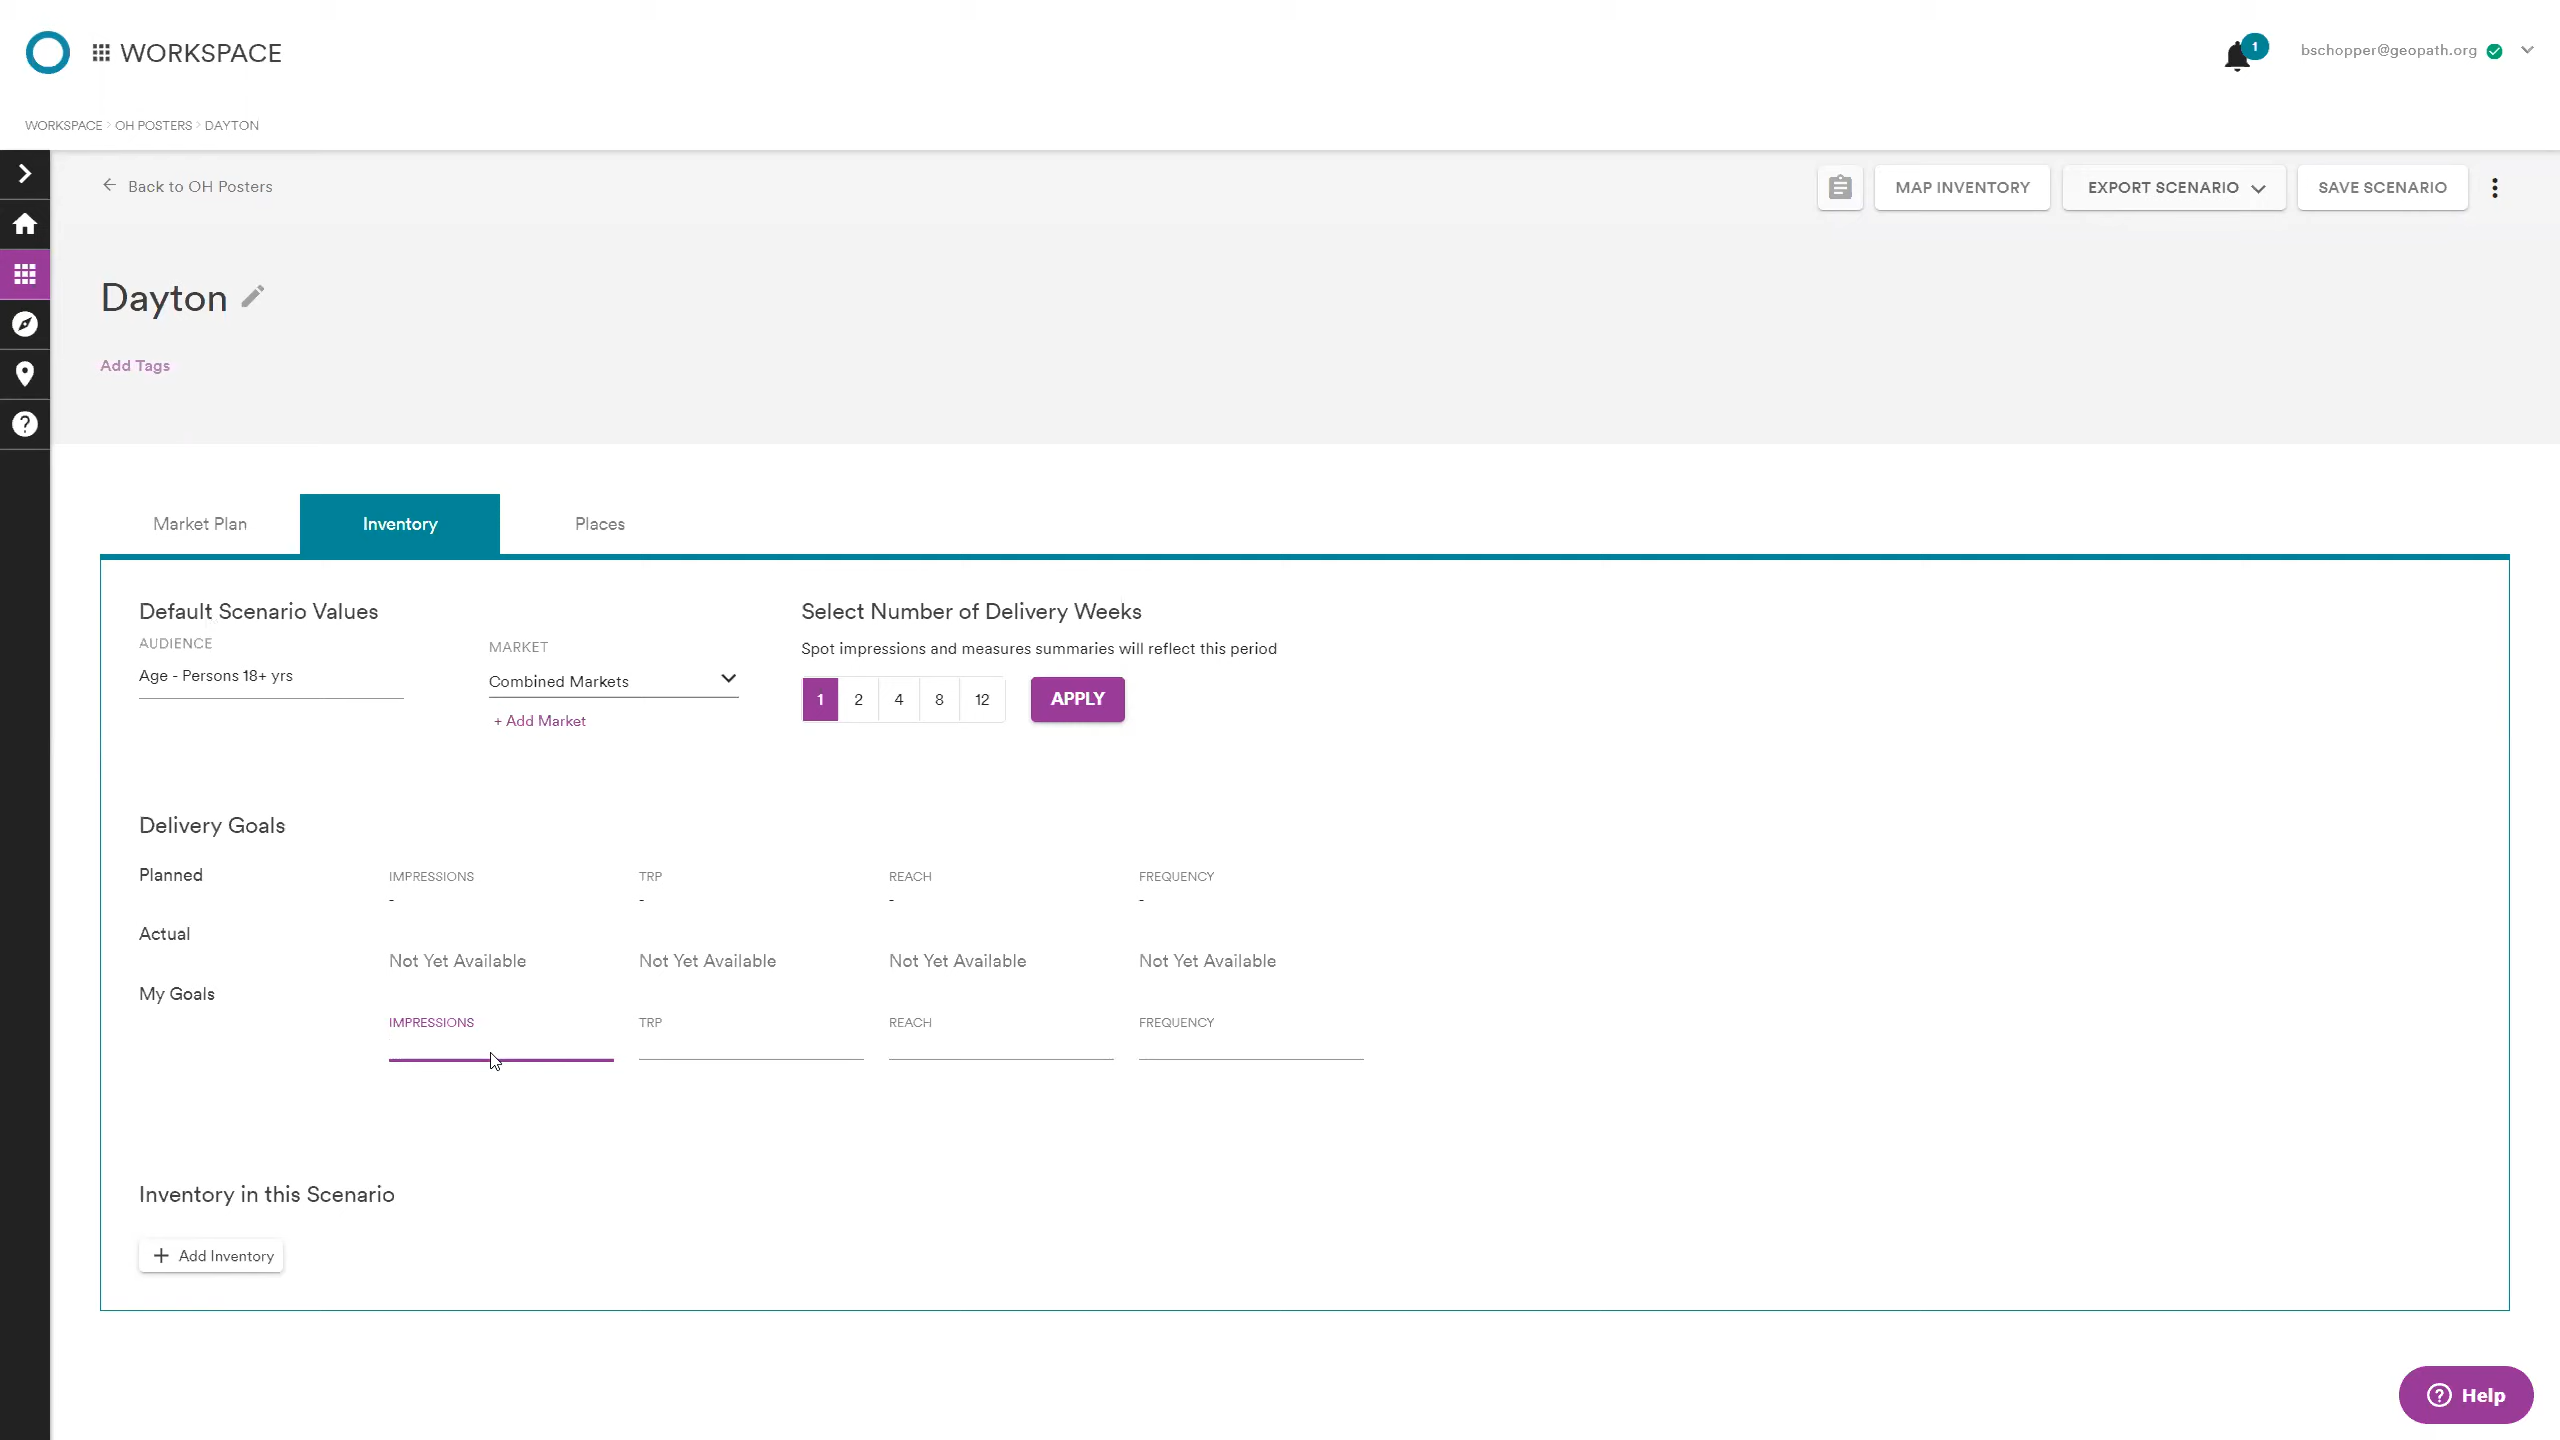 WORKSPACE
1
bschopper@geopath.org
WORKSPACE > OH POSTERS > DAYTON
Back to OH Posters
MAP INVENTORY
EXPORT SCENARIO
SAVE SCENARIO
Dayton
Add Tags
Market Plan
Inventory
Places
Default Scenario Values
AUDIENCE
Age - Persons 18+ yrs
MARKET
Combined Markets
+ Add Market
Select Number of Delivery Weeks
Spot impressions and measures summaries will reflect this period
1 2 4 8 12
APPLY
Delivery Goals
Planned
IMPRESSIONS TRP REACH FREQUENCY
- - - -
Actual
Not Yet Available Not Yet Available Not Yet Available Not Yet Available
My Goals
IMPRESSIONS TRP REACH FREQUENCY
Inventory in this Scenario
+ Add Inventory
? Help